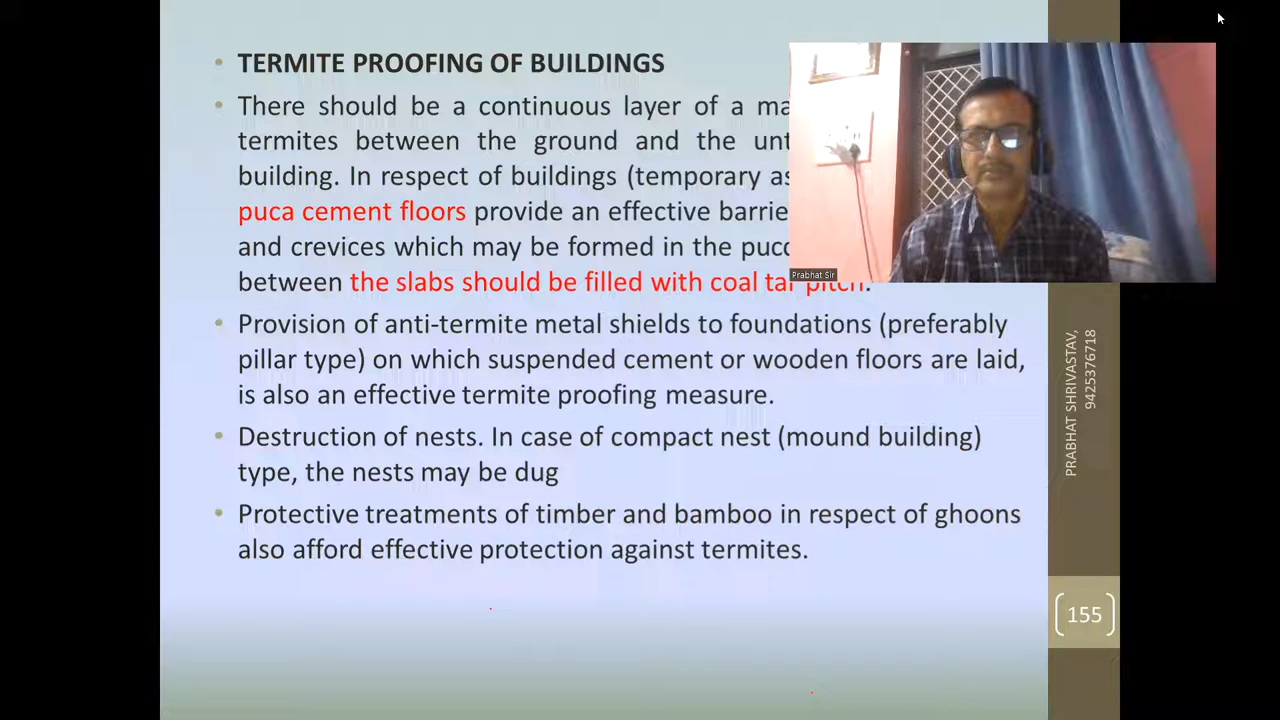 TERMITE PROOFING OF BUILDINGS
There should be a continuous layer of a
termites between the ground and the
building. In respect of buildings (temporary
puca cement floors provide an effective
and crevices which may be formed in the
between the slabs should be filled with coal tar pitch.
Provision of anti-termite metal shields to foundations (preferably
pillar type) on which suspended cement or wooden floors are laid,
is also an effective termite proofing measure.
Destruction of nests. In case of compact nest (mound building)
type, the nests may be dug
Protective treatments of timber and bamboo in respect of ghoons
also afford effective protection against termites.
Prabhat Sir
PRABHAT SHRIVASTAV,
9425376718
155